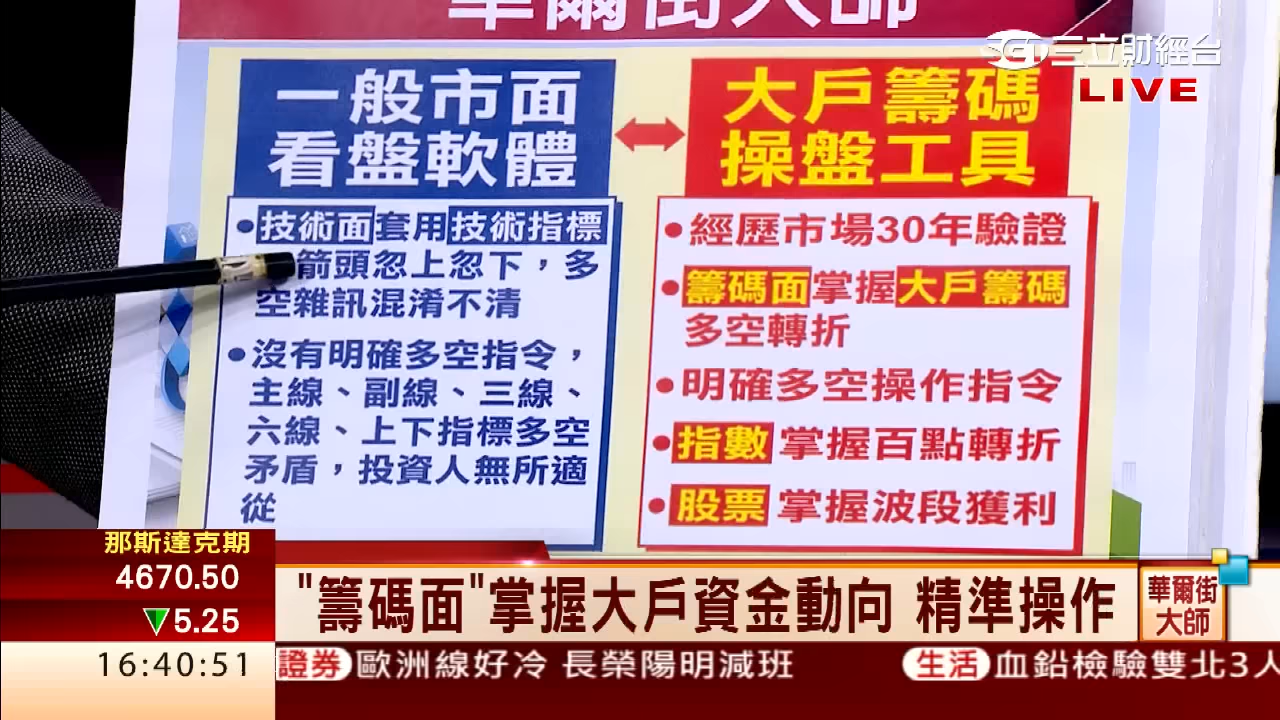 華爾街大師
三立財經台
LIVE
一般市面
看盤軟體
大戶籌碼
操盤工具
•技術面套用技術指標
箭頭忽上忽下，多
空雜訊混淆不清
•沒有明確多空指令，
主線、副線、三線、
六線、上下指標多空
矛盾，投資人無所適
從
•經歷市場30年驗證
•籌碼面掌握大戶籌碼
多空轉折
•明確多空操作指令
•指數 掌握百點轉折
•股票 掌握波段獲利
那斯達克期
4670.50
▼5.25
16:40:51
"籌碼面"掌握大戶資金動向 精準操作
華爾街
大師
證券 歐洲線好冷 長榮陽明減班
生活 血鉛檢驗雙北3人